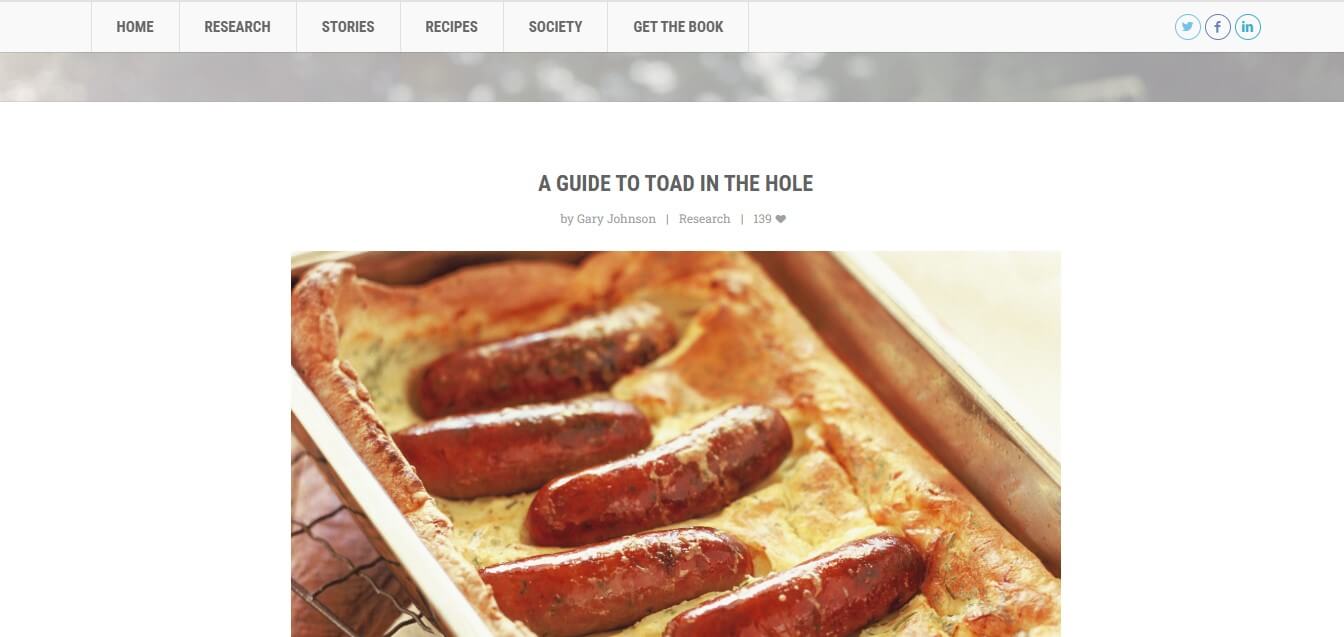 HOME RESEARCH STORIES RECIPES SOCIETY GET THE BOOK
A GUIDE TO TOAD IN THE HOLE
by Gary Johnson | Research | 139